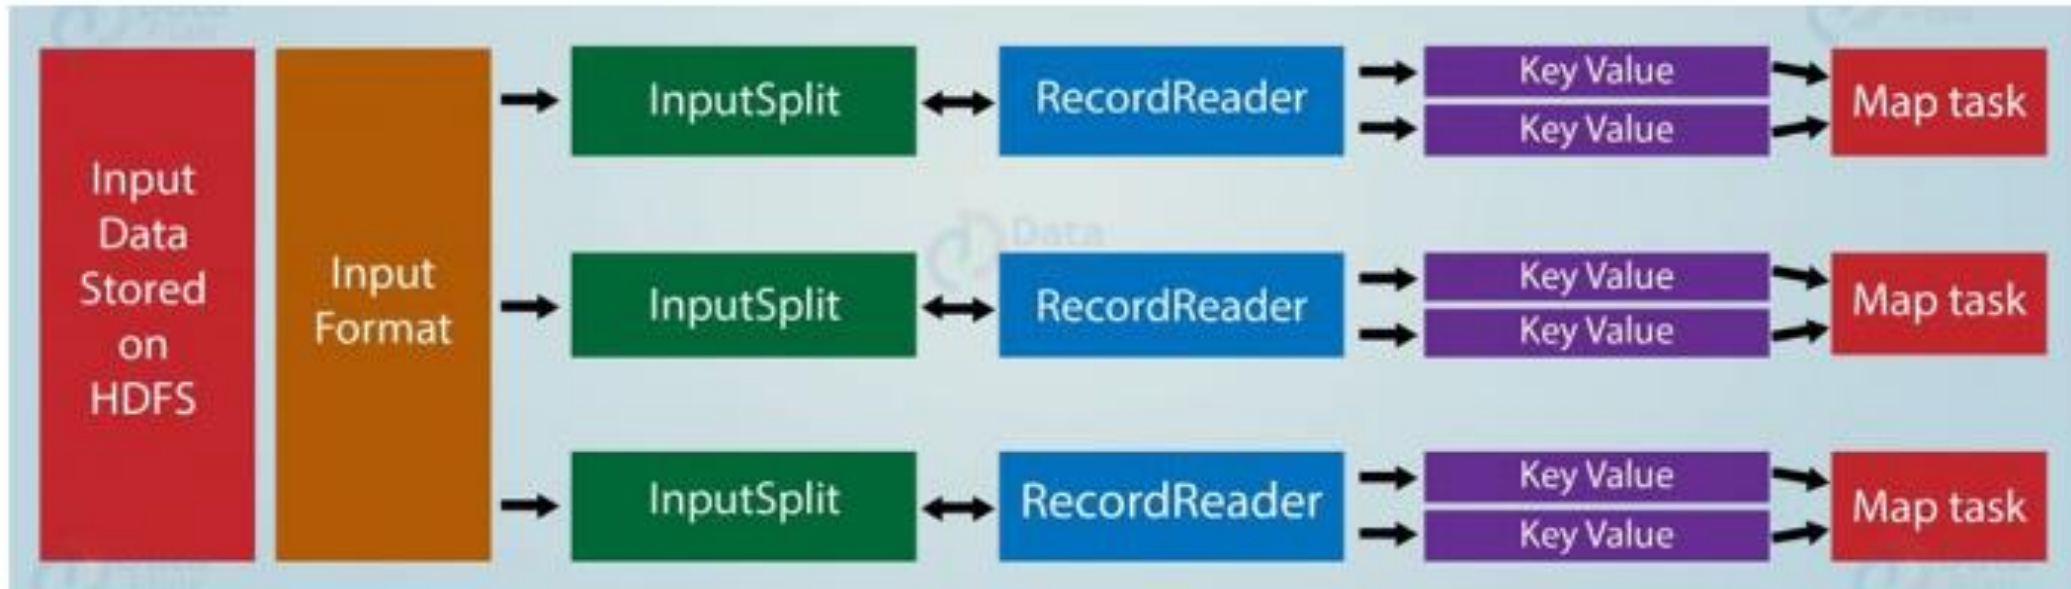 Input
Data
Stored
on
HDFS
Input
Format
InputSplit
RecordReader
Key Value
Key Value
Map task
InputSplit
RecordReader
Key Value
Key Value
Map task
InputSplit
RecordReader
Key Value
Key Value
Map task
Data